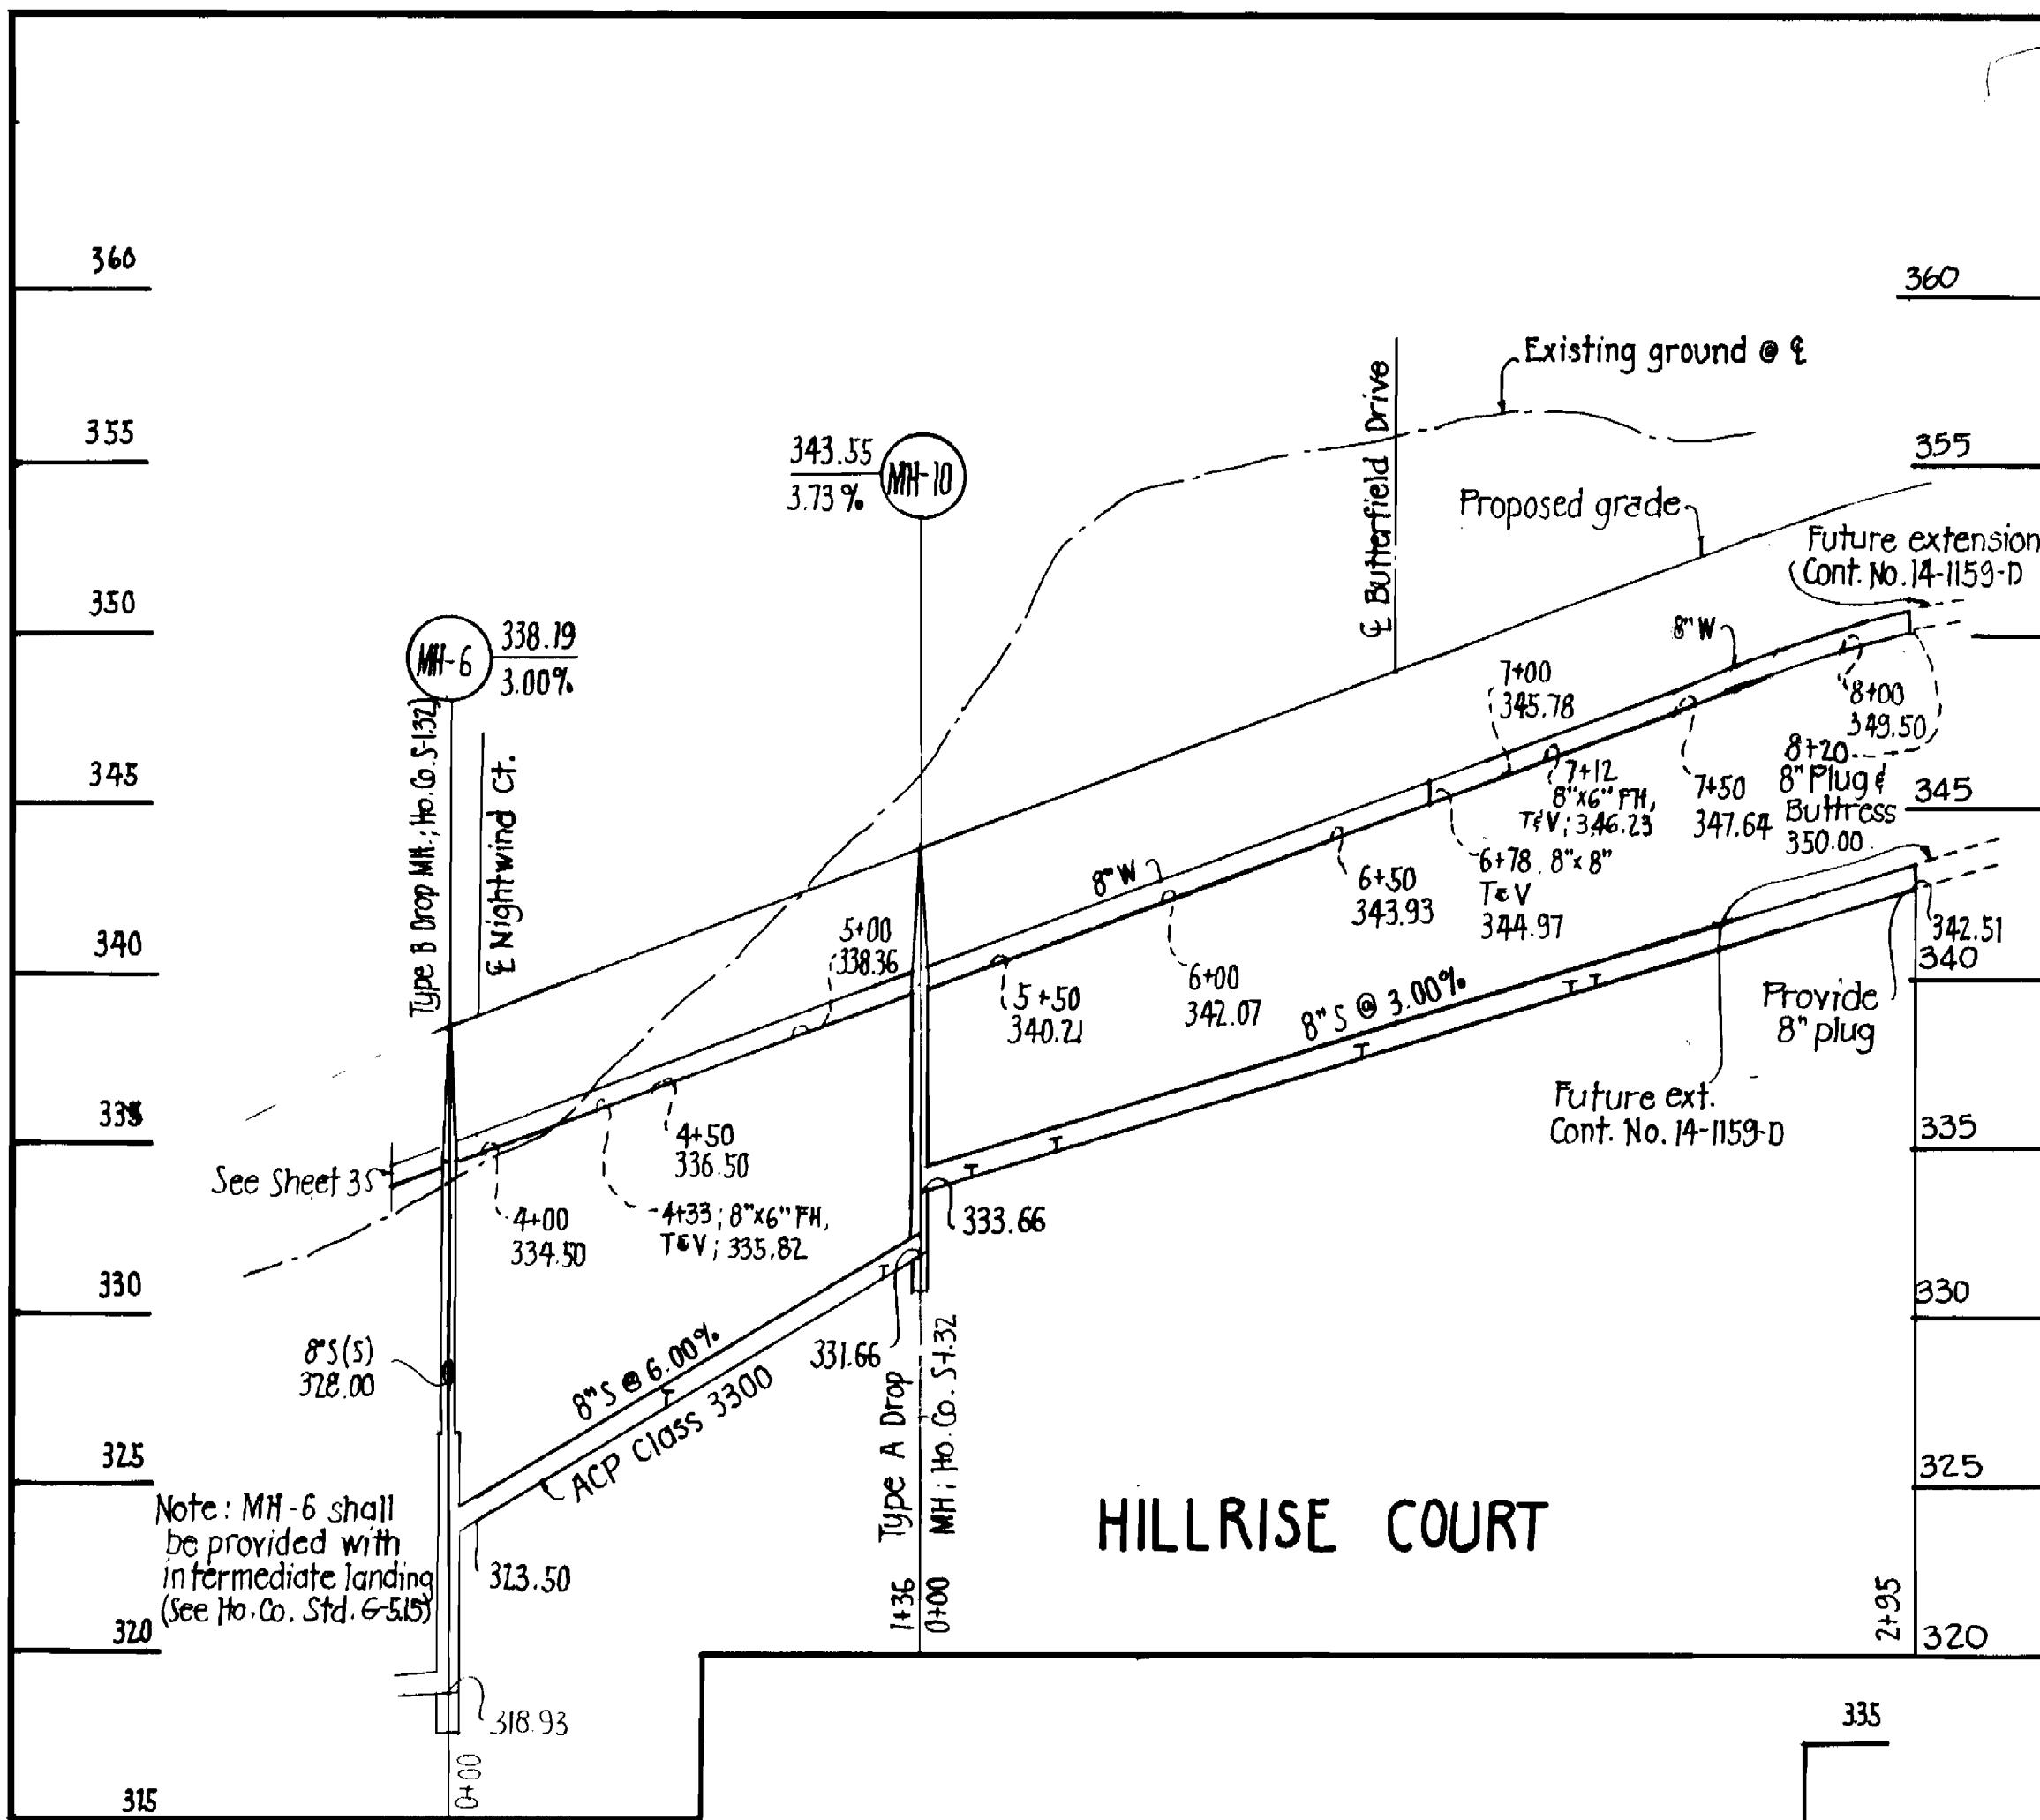 360
355
350
345
340
335
330
325
320
315
360
355
345
340
335
330
325
320
335
Existing ground @ ℄
℄ Butterfield Drive
Proposed grade
Future extension
Cont. No. 14-1159-D
343.55
3.73%
MH-10
MH-6
338.19
3.00%
Type B Drop MH.; Ho. Co. S-1.32
℄ Nightwind Ct.
8" W
7+00
345.78
8+00
349.50
8+20
8" Plug &
Buttress
350.00
7+12
8"x6" FH,
T&V; 346.23
7+50
347.64
8" W
6+78, 8"x8"
T&V
344.97
6+50
343.93
6+00
342.07
5+00
338.36
5+50
340.21
8" S @ 3.00%
342.51
Provide
8" plug
Future ext.
Cont. No. 14-1159-D
See Sheet 3
4+50
336.50
4+00
334.50
4+33; 8"x6" FH,
T&V; 335.82
333.66
331.66
8" S (S)
328.00
8" S @ 6.00%
ACP Class 3300
Type A Drop
MH; Ho. Co. S-1.32
Note: MH-6 shall
be provided with
intermediate landing
(See Ho. Co. Std. G-5.15)
323.50
318.93
0+00
1+36
0+00
2+95
HILLRISE COURT